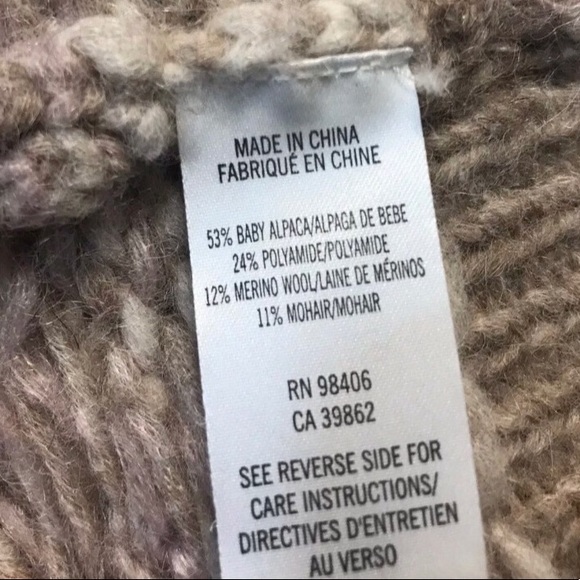 MADE IN CHINA
FABRIQUÉ EN CHINE
53% BABY ALPACA/ALPAGA DE BEBE
24% POLYAMIDE/POLYAMIDE
12% MERINO WOOL/LAINE DE MÉRINOS
11% MOHAIR/MOHAIR
RN 98406
CA 39862
SEE REVERSE SIDE FOR
CARE INSTRUCTIONS/
DIRECTIVES D'ENTRETIEN
AU VERSO